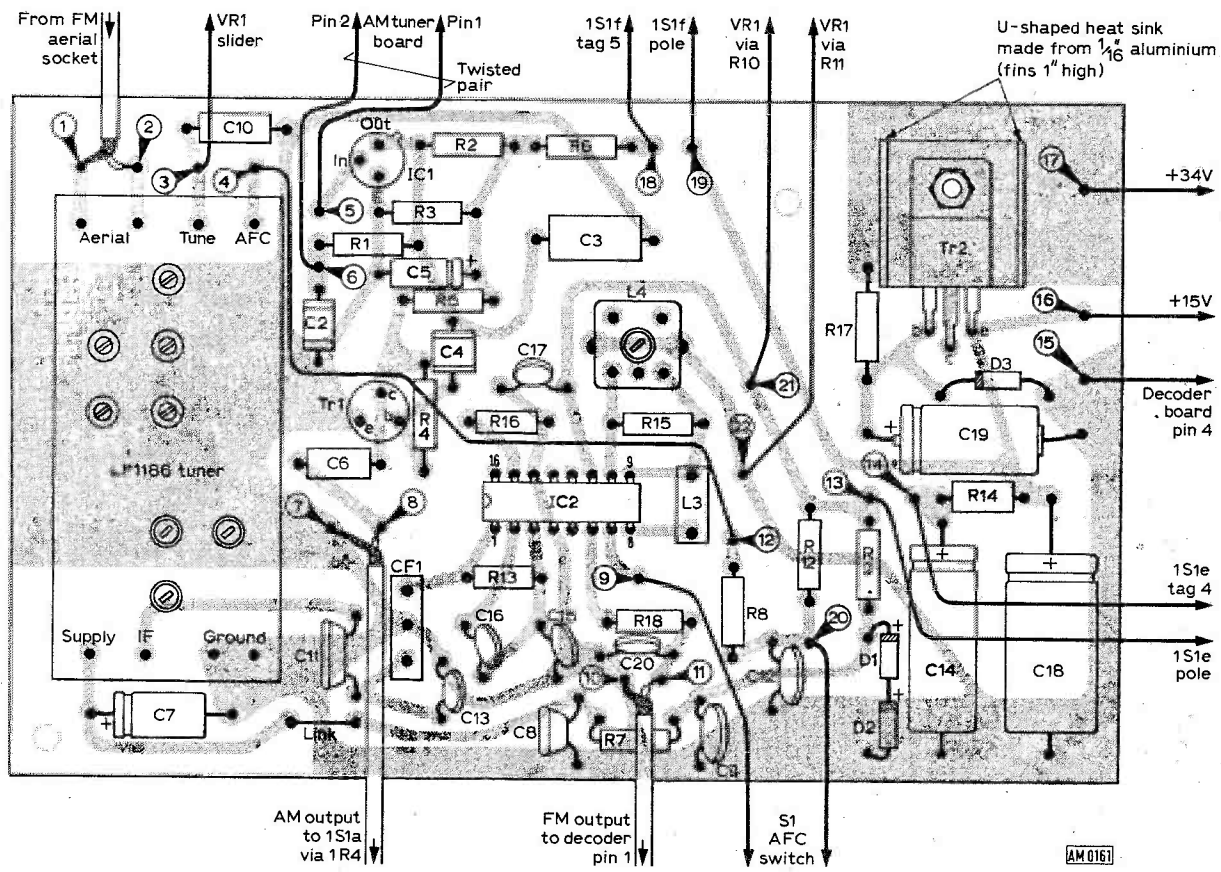 From FM
aerial
socket
VR1
slider
Pin 2 AM tuner Pin 1
board
Twisted
pair
1S1f
tag 5
1S1f
pole
VR1
via
R10
VR1
via
R11
U-shaped heat sink
made from 1/16" aluminium
(fins 1" high)
1
2
3
4
C10
Out
In
IC1
R2
R6
18
19
17
+34V
Aerial
Tune
AFC
5
R3
R1
6
C5
+
C3
Tr2
L4
16
+15V
R17
15
C2
C4
C17
21
D3
Decoder
board
pin 4
Tr1
c
b
e
R4
R16
R15
22
+
C19
LP1186 tuner
C6
16
9
IC2
1
8
L3
14
13
R14
7
8
12
R12
+
+
CF1
R13
9
R8
1S1e
tag 4
C16
R18
20
Supply
IF
Ground
C11
C20
10
11
D1
+
C14
C18
1S1e
pole
C7
+
Link
C13
C8
R7
D2
+
AM output
to 1S1a
via 1R4
FM output
to decoder
pin 1
S1
AFC
switch
AM 0161